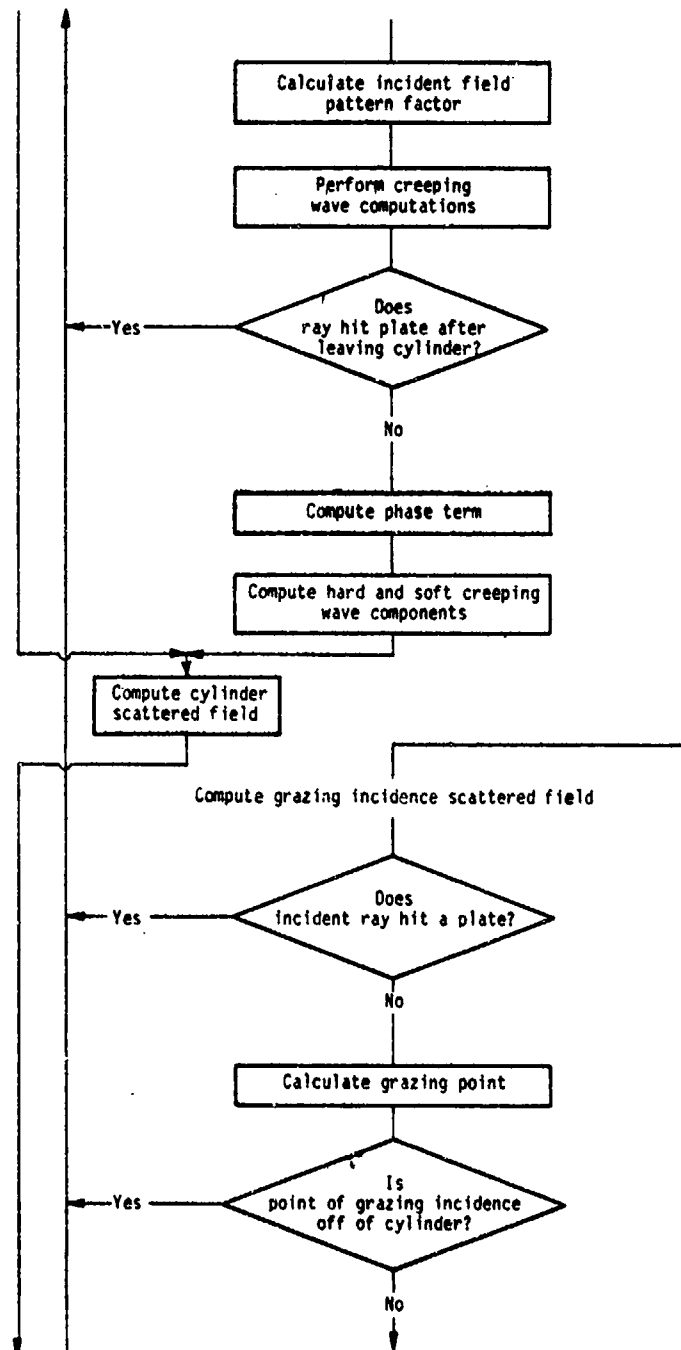 Calculate incident field
pattern factor
Perform creeping
wave computations
Does
ray hit plate after
leaving cylinder?
Yes
No
Compute phase term
Compute hard and soft creeping
wave components
Compute cylinder
scattered field
Compute grazing incidence scattered field
Does
incident ray hit a plate?
Yes
No
Calculate grazing point
Is
point of grazing incidence
off of cylinder?
Yes
No